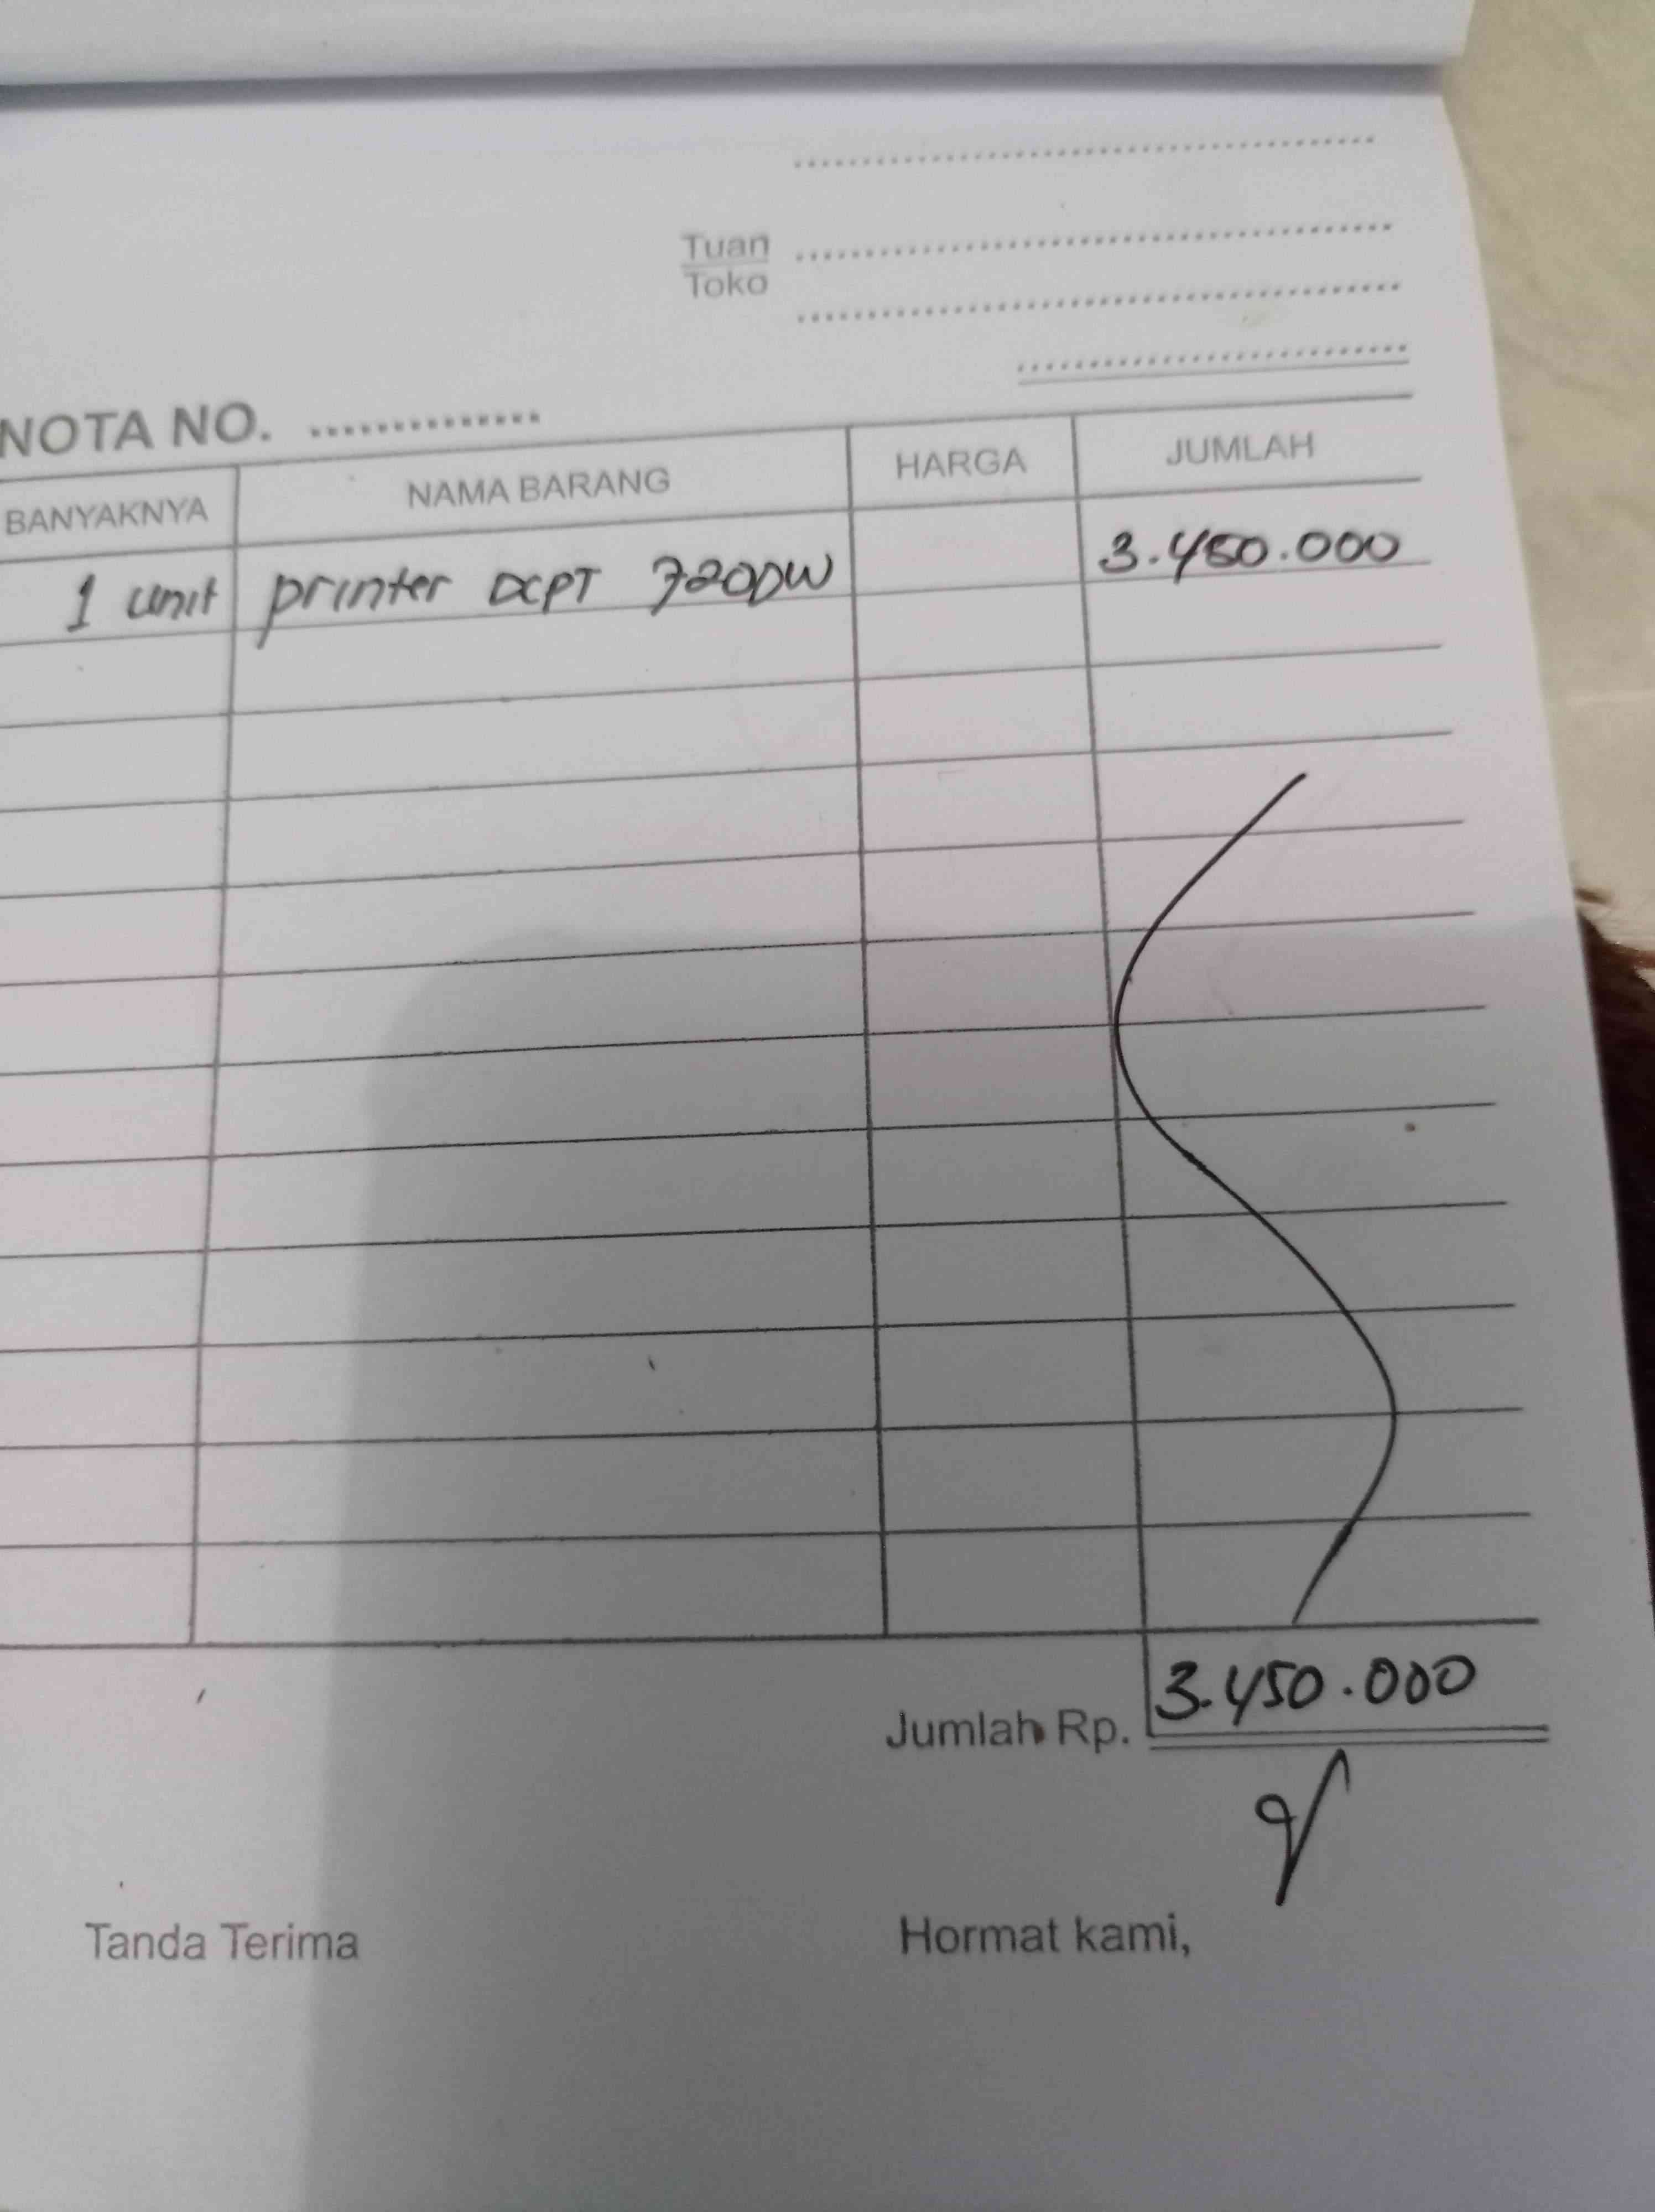 Tuan
Toko
NOTA NO. ..............
BANYAKNYA NAMA BARANG HARGA JUMLAH
1 unit printer DCPT 720DW 3.450.000
Jumlah Rp. 3.450.000
Tanda Terima Hormat kami,